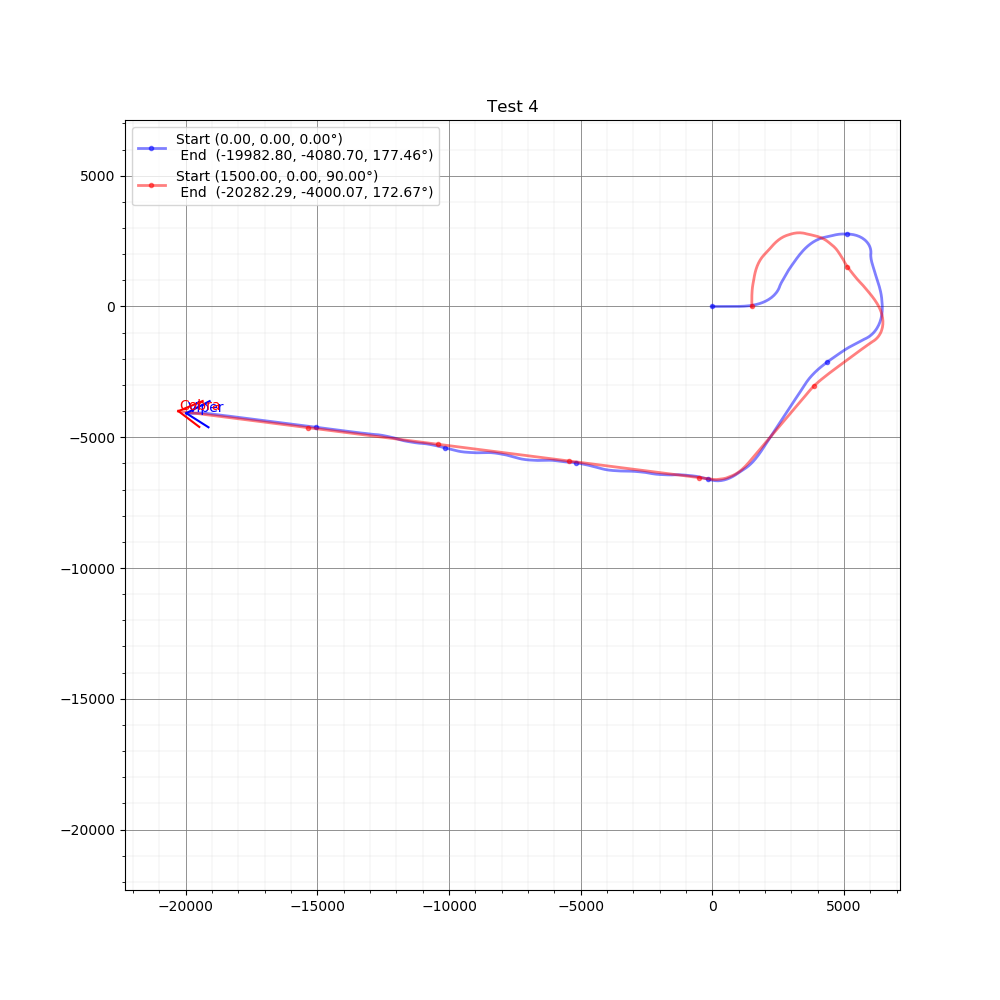 Test 4
Start (0.00, 0.00, 0.00°)
End (-19982.80, -4080.70, 177.46°)
Start (1500.00, 0.00, 90.00°)
End (-20282.29, -4000.07, 172.67°)
5000
0
−5000
−10000
−15000
−20000
−20000 −15000 −10000 −5000 0 5000